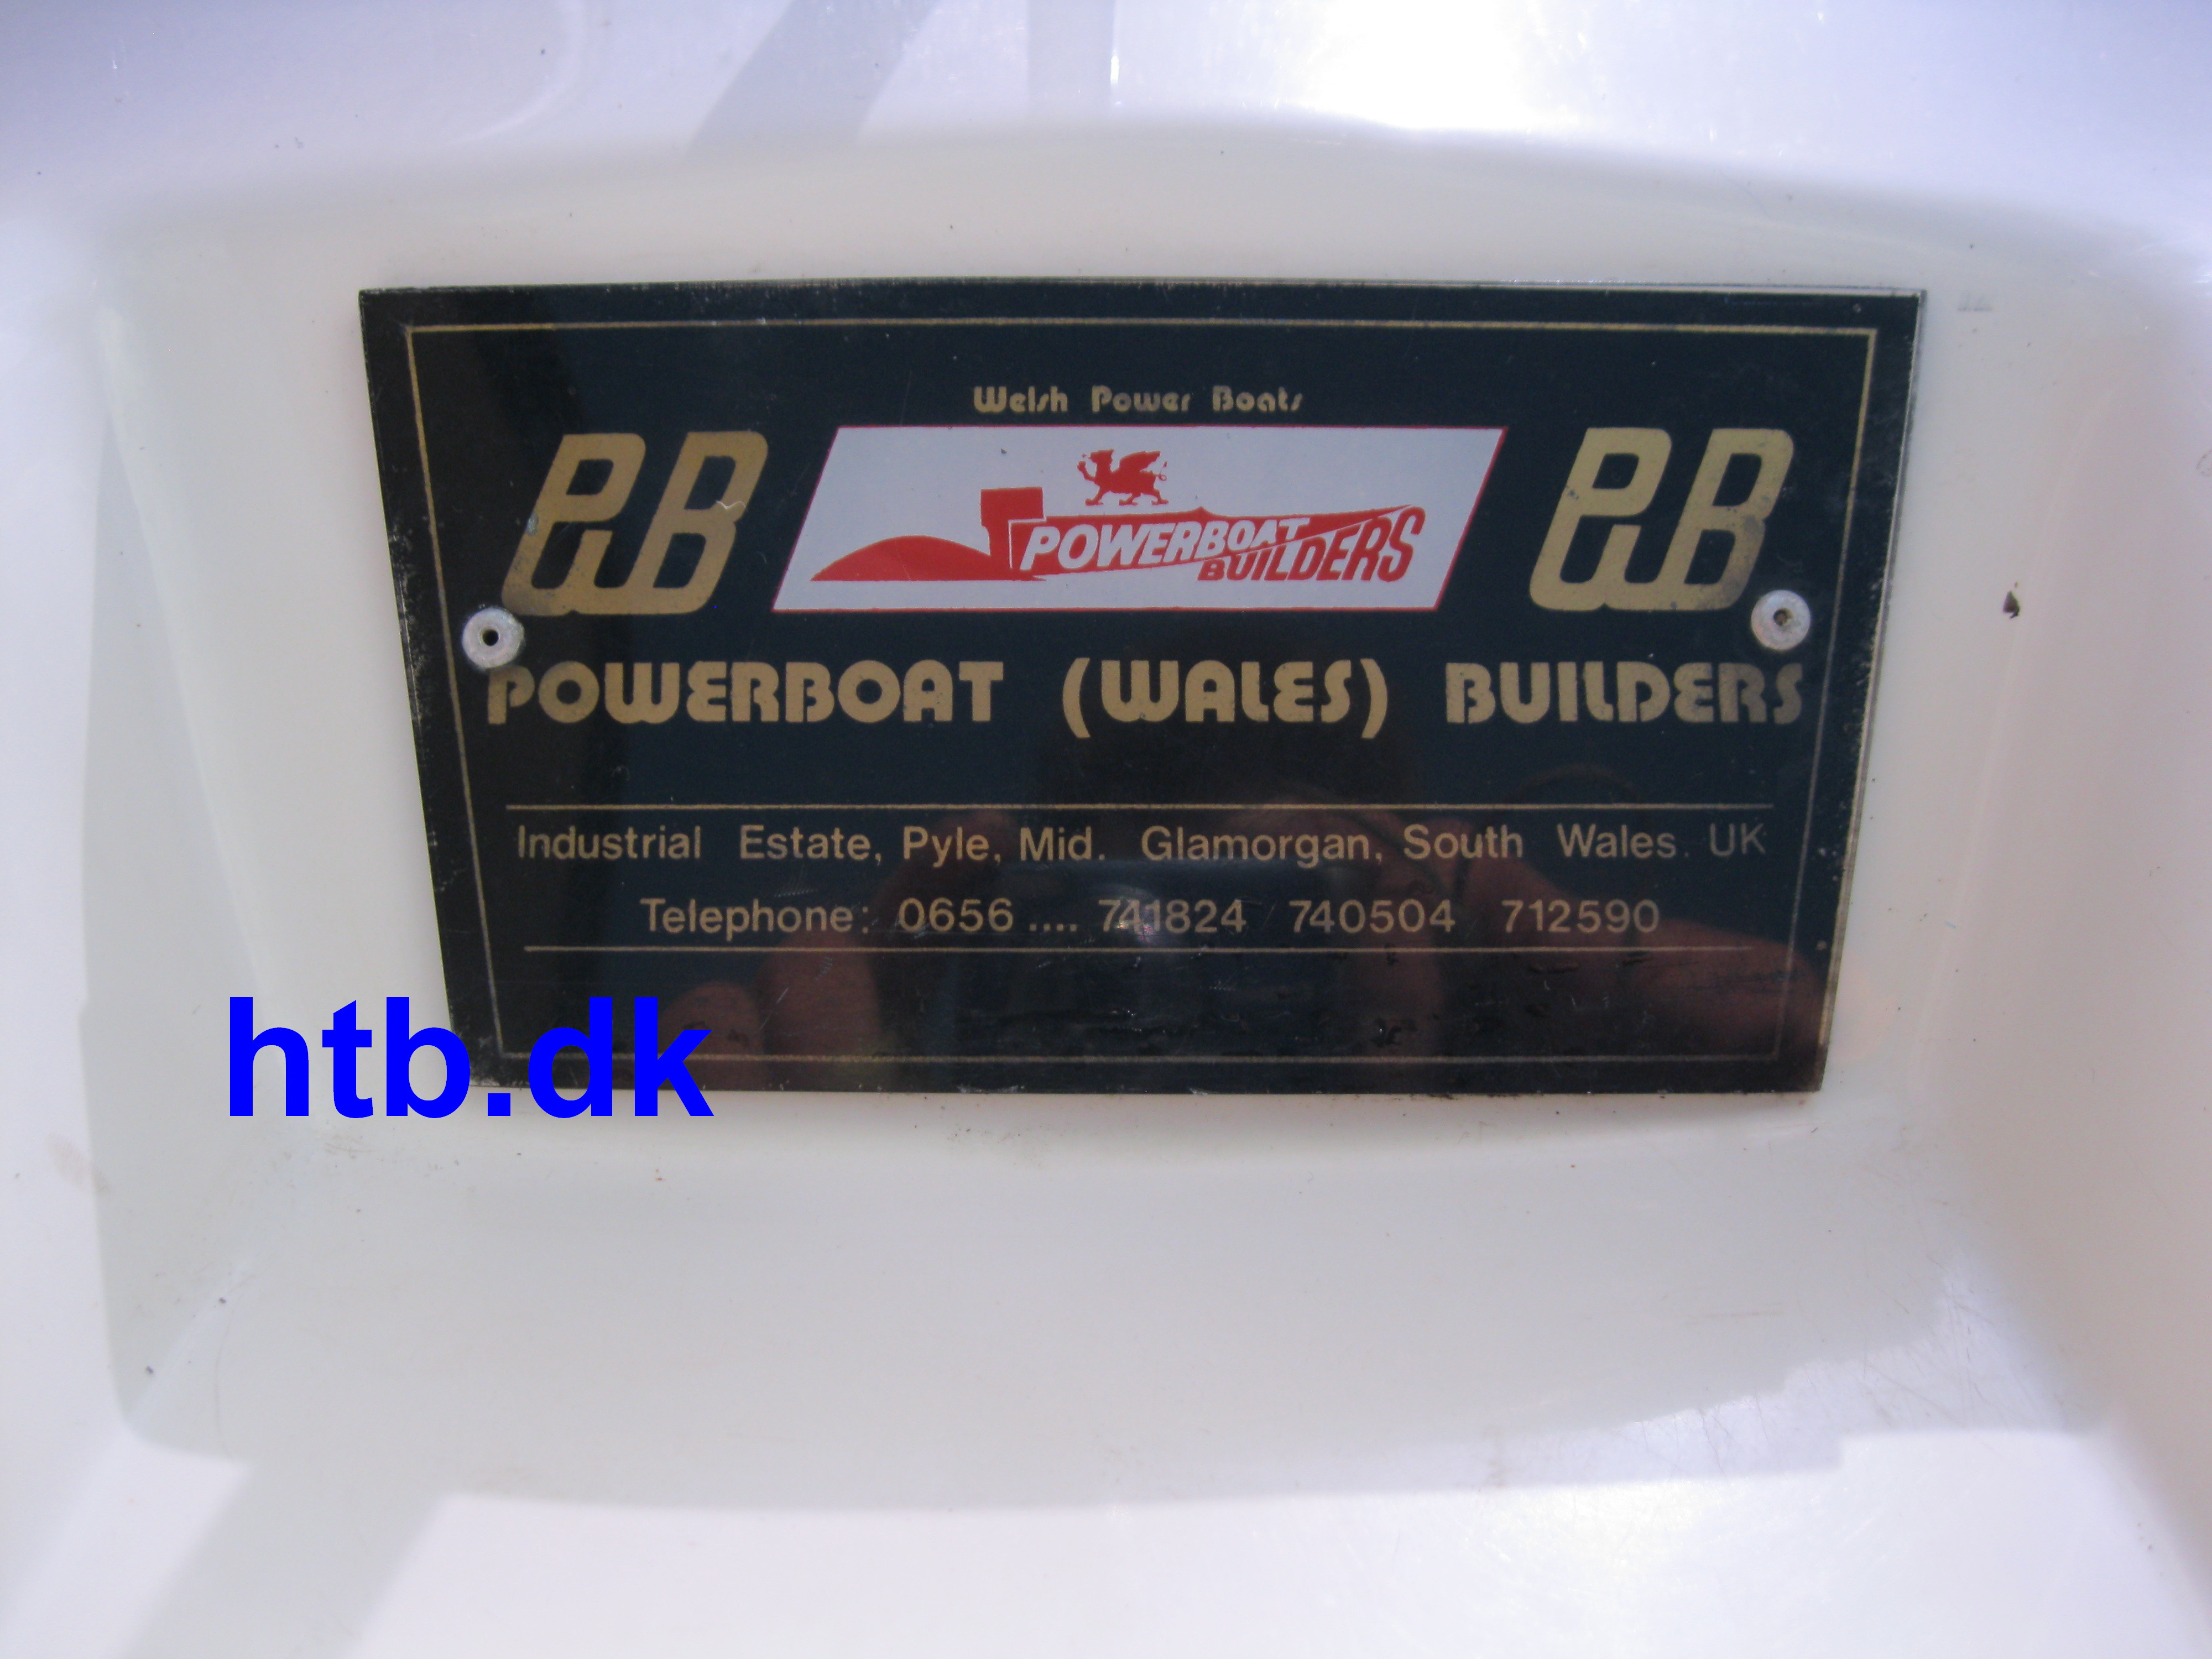 Welsh Power Boats
PWB
POWERBOAT
BUILDERS
PWB
POWERBOAT (WALES) BUILDERS
Industrial Estate, Pyle, Mid. Glamorgan, South Wales. UK
Telephone: 0656 .... 741824 740504 712590
htb.dk